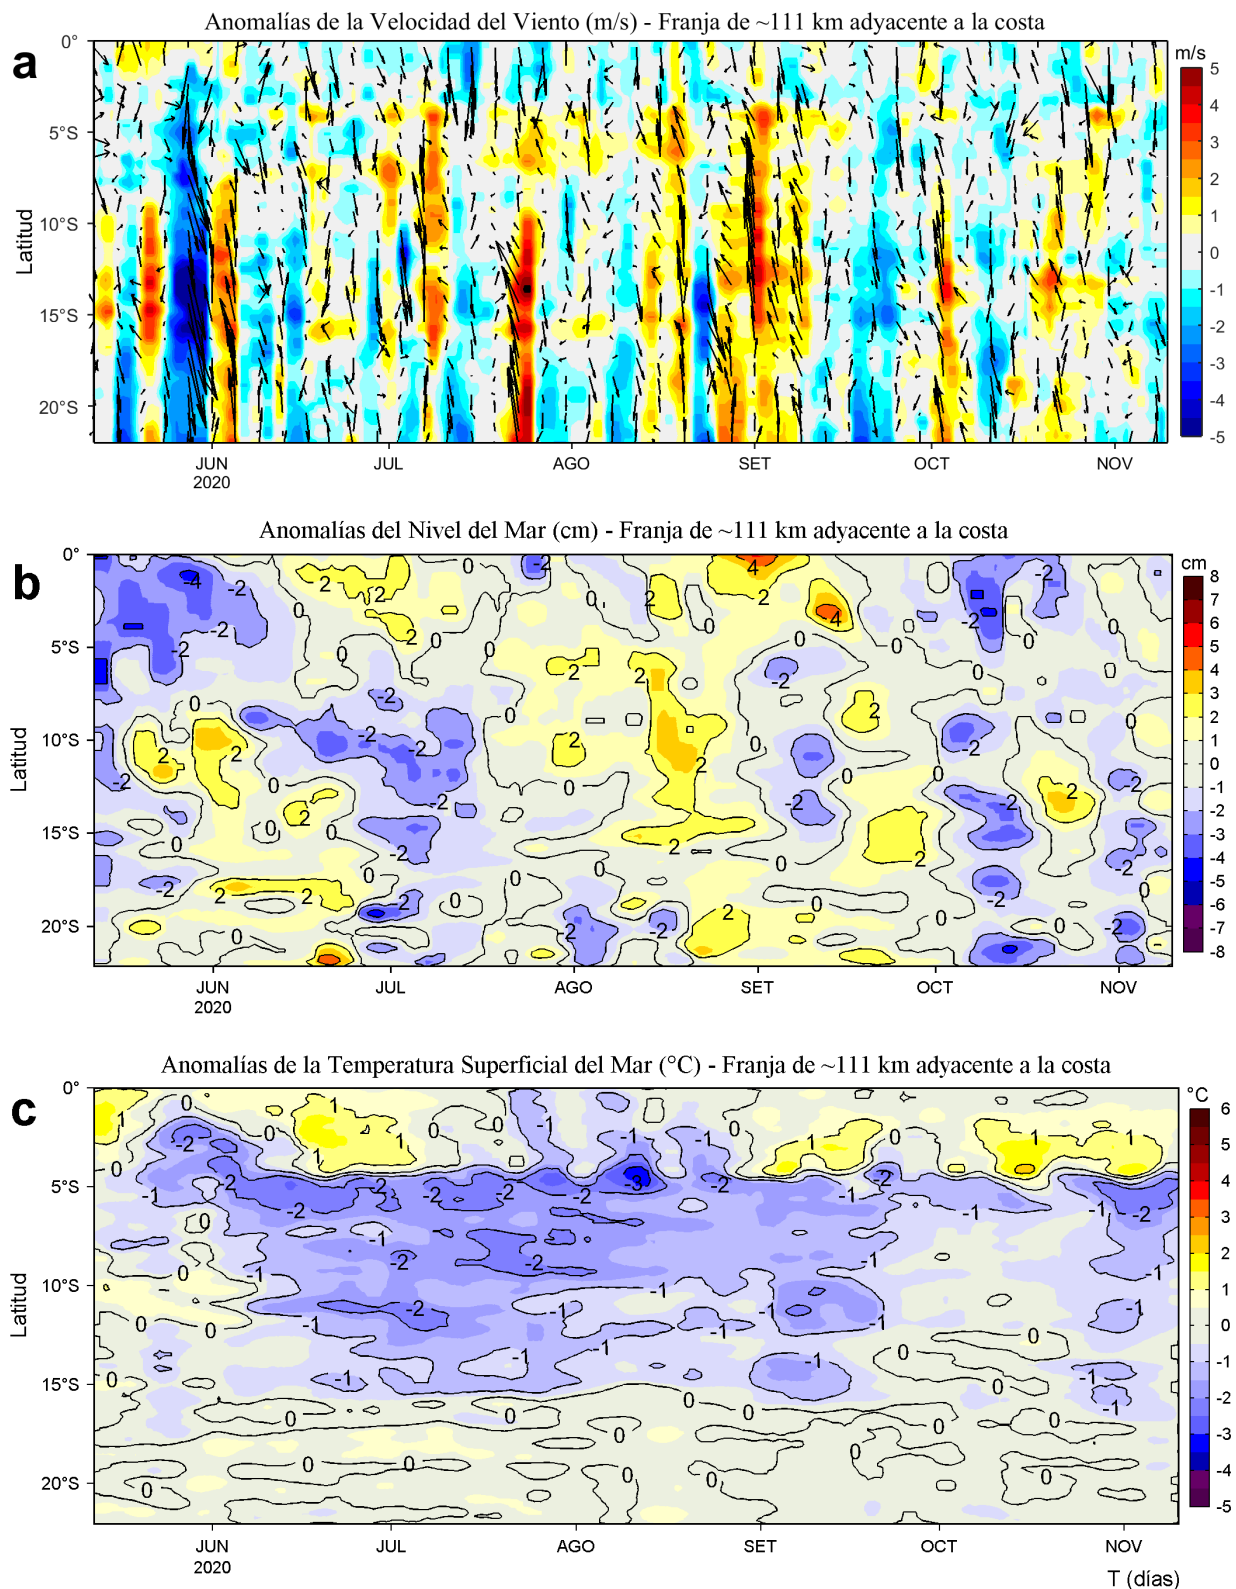 Anomalías de la Velocidad del Viento (m/s) - Franja de ~111 km adyacente a la costa
a
m/s
0°
5°S
10°S
15°S
20°S
Latitud
5
4
3
2
1
0
-1
-2
-3
-4
-5
JUN JUL AGO SET OCT NOV
2020
Anomalías del Nivel del Mar (cm) - Franja de ~111 km adyacente a la costa
b
cm
0°
5°S
10°S
15°S
20°S
Latitud
8
7
6
5
4
3
2
1
0
-1
-2
-3
-4
-5
-6
-7
-8
JUN JUL AGO SET OCT NOV
2020
Anomalías de la Temperatura Superficial del Mar (°C) - Franja de ~111 km adyacente a la costa
c
°C
0°
5°S
10°S
15°S
20°S
Latitud
6
5
4
3
2
1
0
-1
-2
-3
-4
-5
JUN JUL AGO SET OCT NOV
2020
T (días)